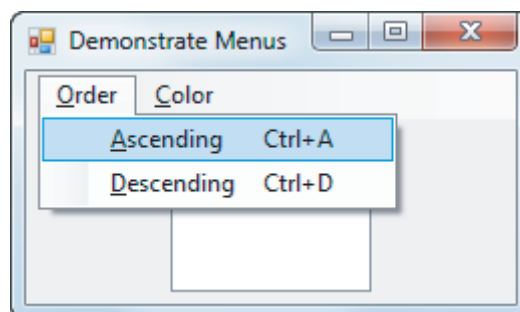 Demonstrate Menus
Order Color
Ascending Ctrl+A
Descending Ctrl+D